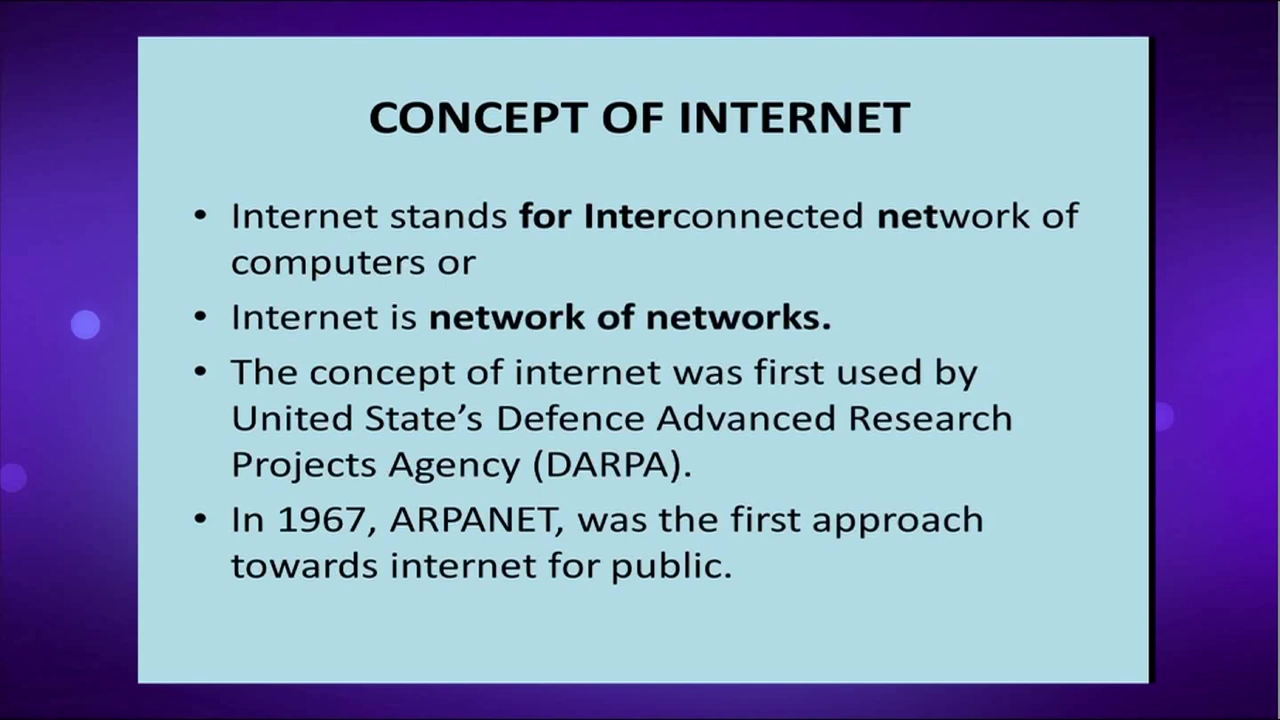 CONCEPT OF INTERNET
• Internet stands for Interconnected network of
computers or
• Internet is network of networks.
• The concept of internet was first used by
United State’s Defence Advanced Research
Projects Agency (DARPA).
• In 1967, ARPANET, was the first approach
towards internet for public.